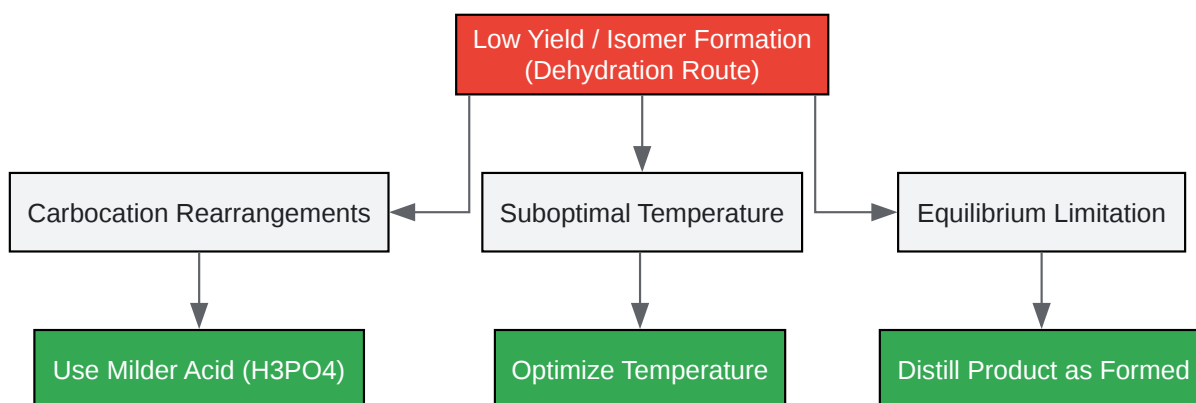 Low Yield / Isomer Formation
(Dehydration Route)
Carbocation Rearrangements
Suboptimal Temperature
Equilibrium Limitation
Use Milder Acid (H3PO4)
Optimize Temperature
Distill Product as Formed